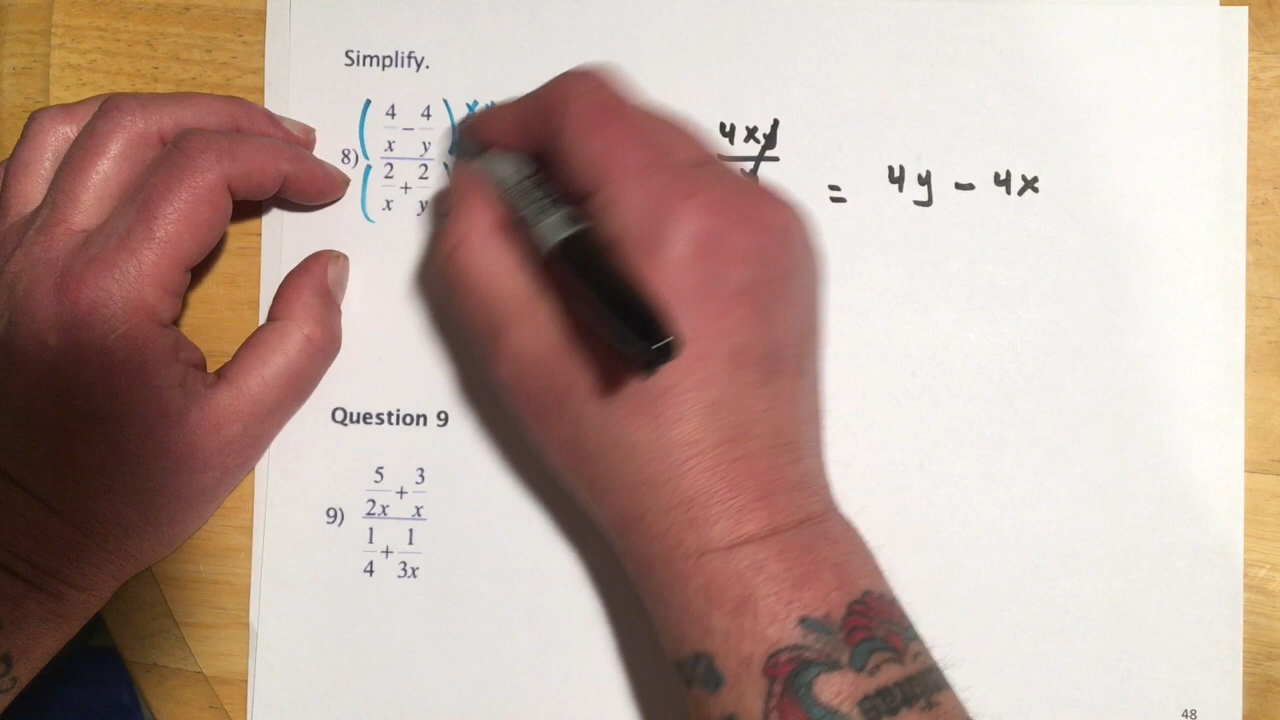 Simplify.
8) ( 4/x − 4/y ) x
( 2/x + 2/y
4xy
= 4y − 4x
Question 9
9) 5/2x + 3/x
1/4 + 1/3x
48